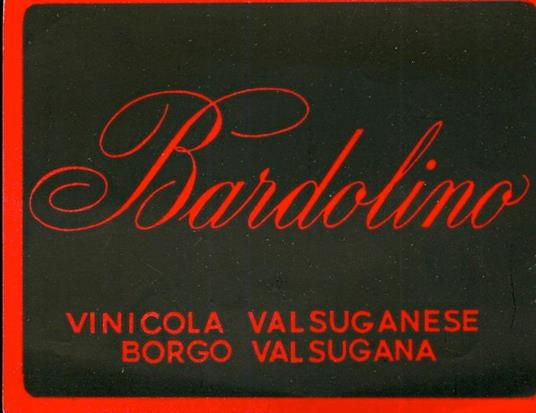 Bardolino
VINICOLA VALSUGANESE
BORGO VALSUGANA